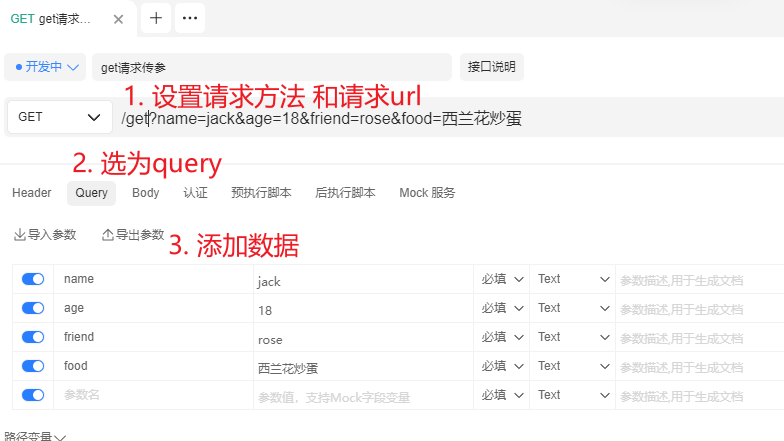 GET get请求…
开发中 get请求传参 接口说明
1. 设置请求方法 和请求url
GET /get?name=jack&age=18&friend=rose&food=西兰花炒蛋
2. 选为query
Header Query Body 认证 预执行脚本 后执行脚本 Mock 服务
导入参数 导出参数
3. 添加数据
name jack 必填 Text 参数描述,用于生成文档
age 18 必填 Text 参数描述,用于生成文档
friend rose 必填 Text 参数描述,用于生成文档
food 西兰花炒蛋 必填 Text 参数描述,用于生成文档
参数名 参数值，支持Mock字段变量 必填 Text 参数描述,用于生成文档
路径变量